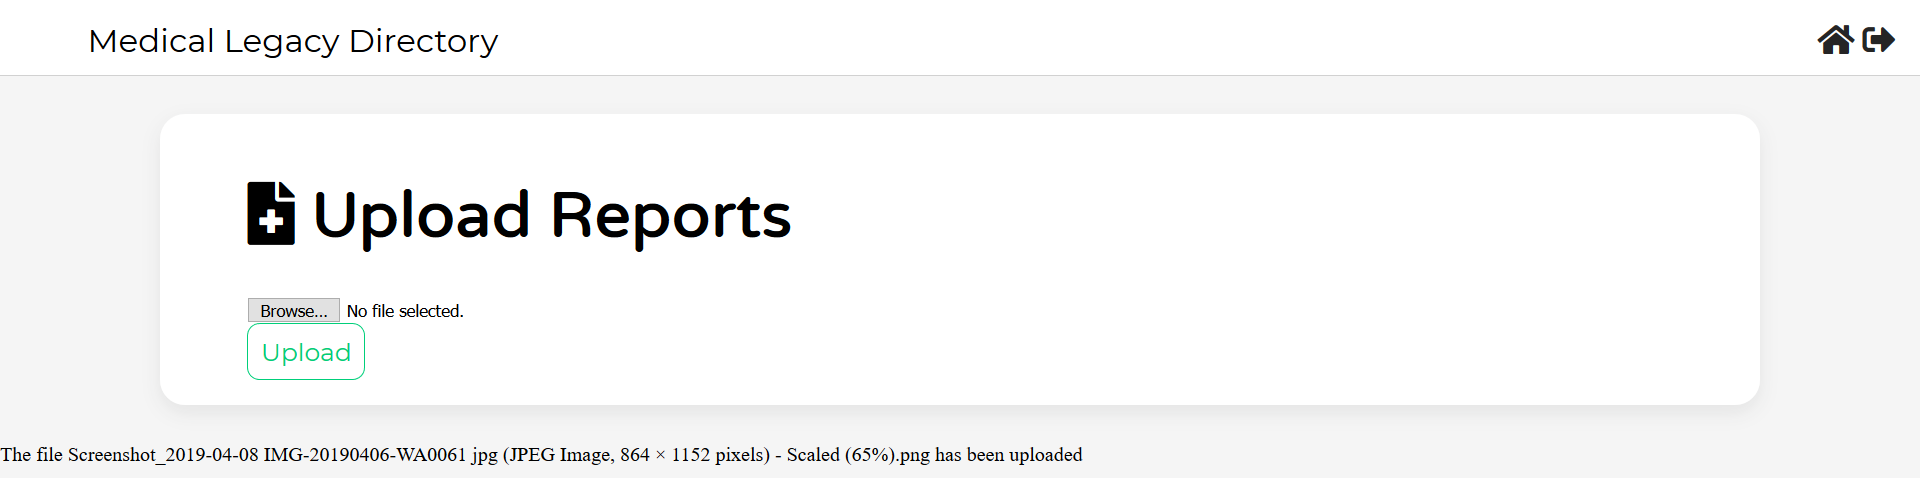 Medical Legacy Directory
Upload Reports
Browse... No file selected.
Upload
The file Screenshot_2019-04-08 IMG-20190406-WA0061 jpg (JPEG Image, 864 × 1152 pixels) - Scaled (65%).png has been uploaded